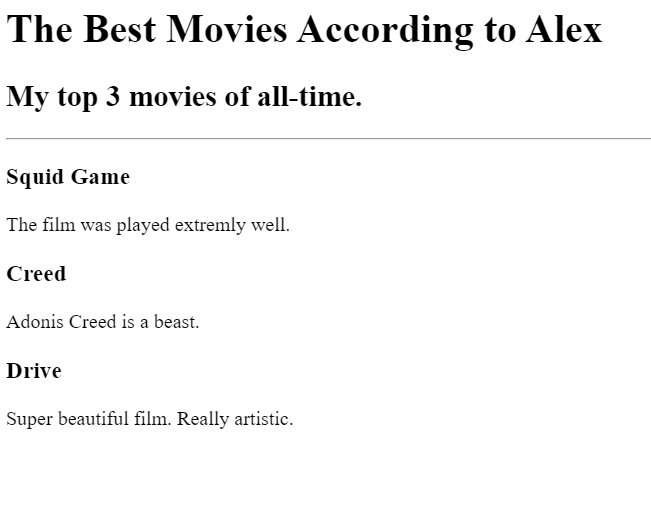 The Best Movies According to Alex
My top 3 movies of all-time.
Squid Game
The film was played extremly well.
Creed
Adonis Creed is a beast.
Drive
Super beautiful film. Really artistic.